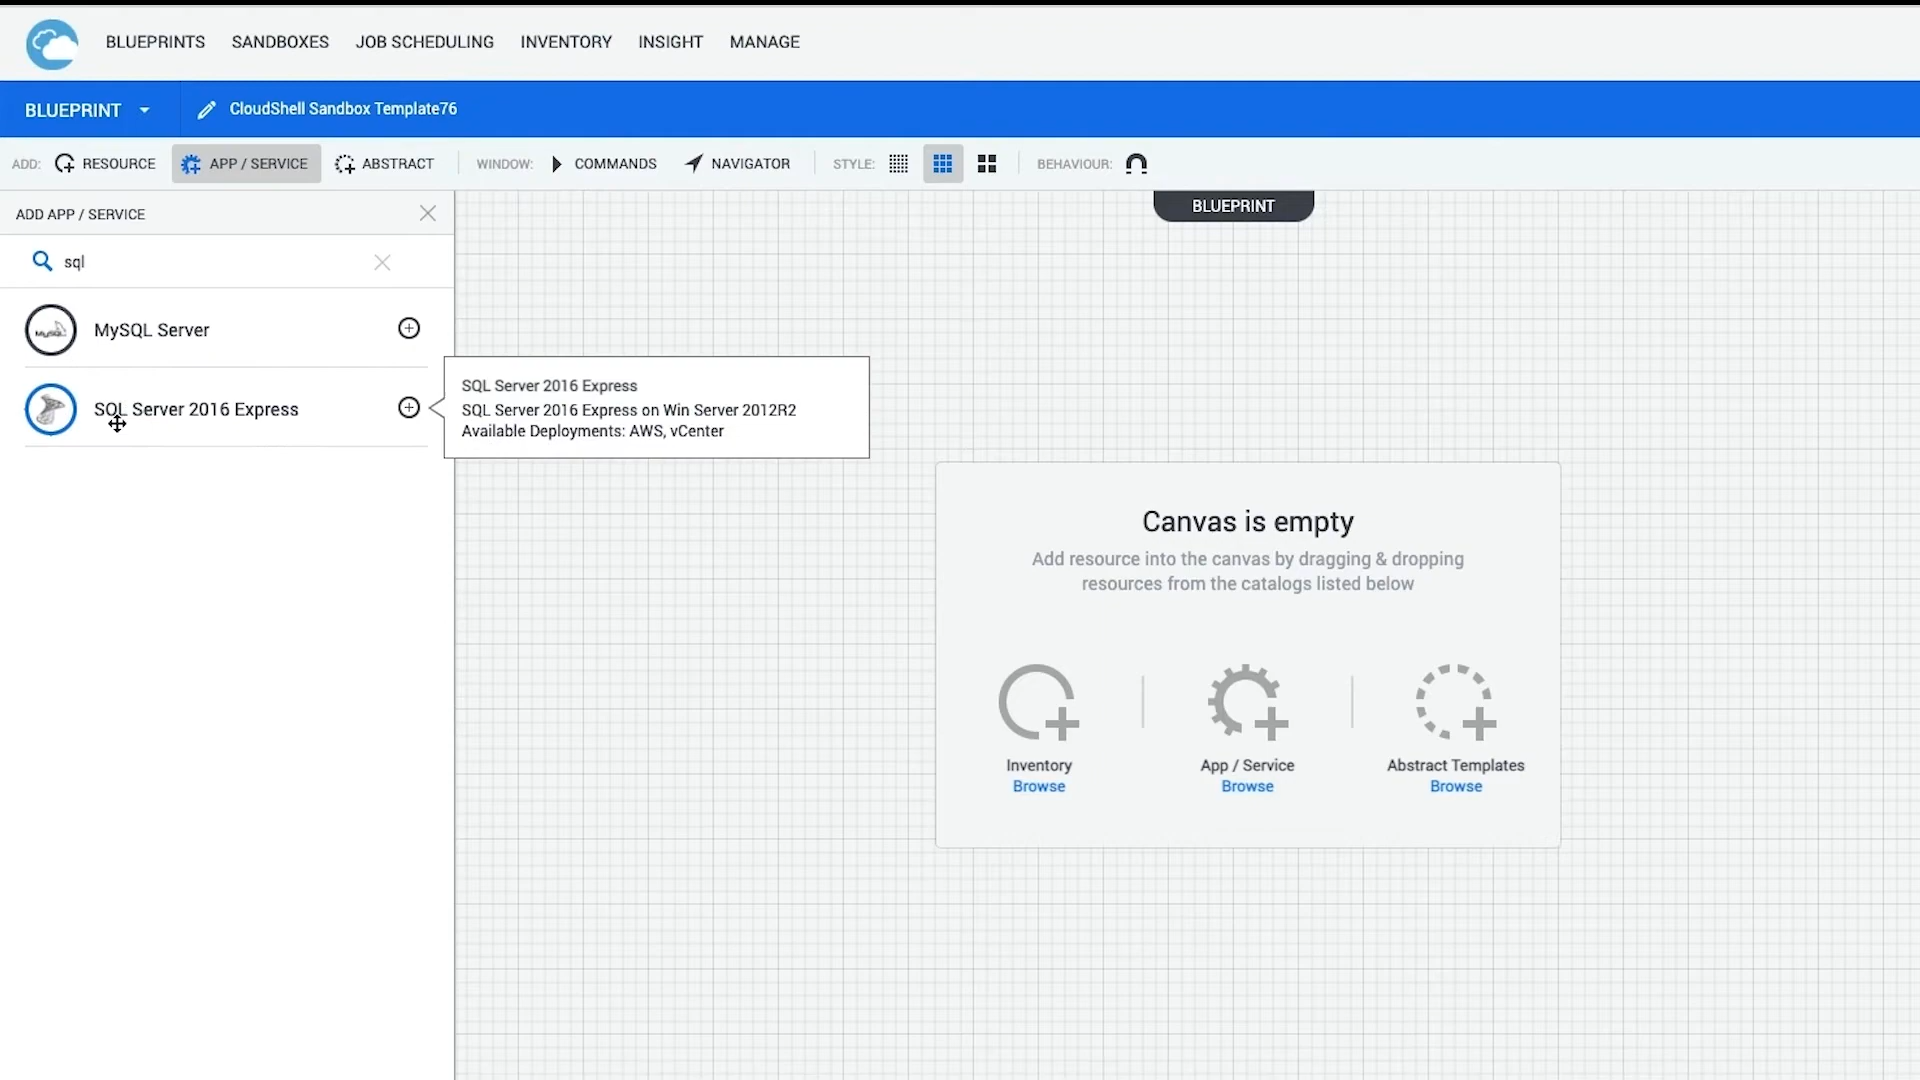 BLUEPRINTS SANDBOXES JOB SCHEDULING INVENTORY INSIGHT MANAGE
BLUEPRINT CloudShell Sandbox Template76
ADD: RESOURCE APP / SERVICE ABSTRACT WINDOW: COMMANDS NAVIGATOR STYLE: BEHAVIOUR:
ADD APP / SERVICE
BLUEPRINT
sql
MySQL
MySQL Server
SQL Server 2016 Express
SQL Server 2016 Express
SQL Server 2016 Express on Win Server 2012R2
Available Deployments: AWS, vCenter
Canvas is empty
Add resource into the canvas by dragging & dropping
resources from the catalogs listed below
Inventory App / Service Abstract Templates
Browse Browse Browse